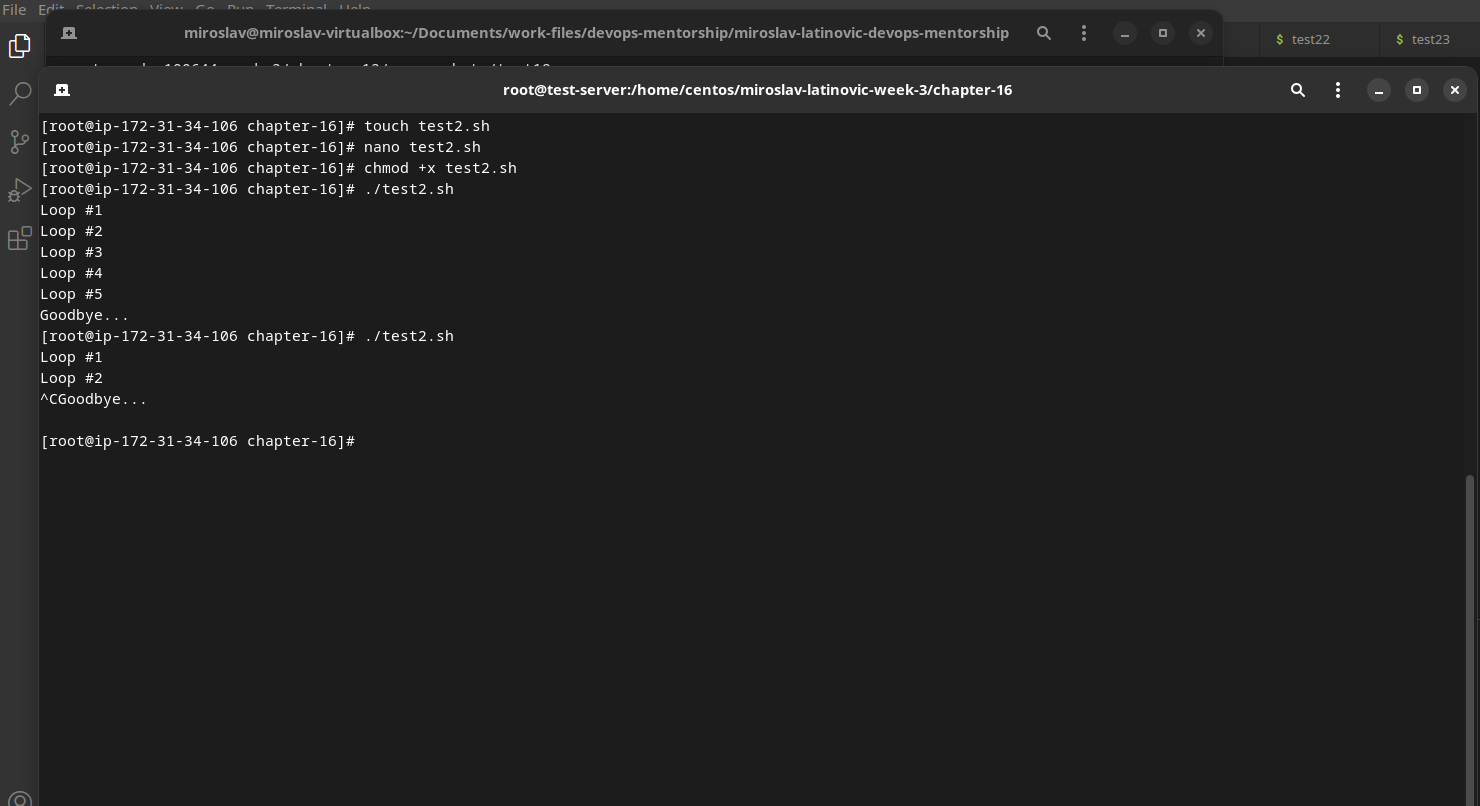 File Edit Selection View Go Run Terminal Help
miroslav@miroslav-virtualbox:~/Documents/work-files/devops-mentorship/miroslav-latinovic-devops-mentorship
$ test22
$ test23
root@test-server:/home/centos/miroslav-latinovic-week-3/chapter-16
[root@ip-172-31-34-106 chapter-16]# touch test2.sh
[root@ip-172-31-34-106 chapter-16]# nano test2.sh
[root@ip-172-31-34-106 chapter-16]# chmod +x test2.sh
[root@ip-172-31-34-106 chapter-16]# ./test2.sh
Loop #1
Loop #2
Loop #3
Loop #4
Loop #5
Goodbye...
[root@ip-172-31-34-106 chapter-16]# ./test2.sh
Loop #1
Loop #2
^CGoodbye...
[root@ip-172-31-34-106 chapter-16]#